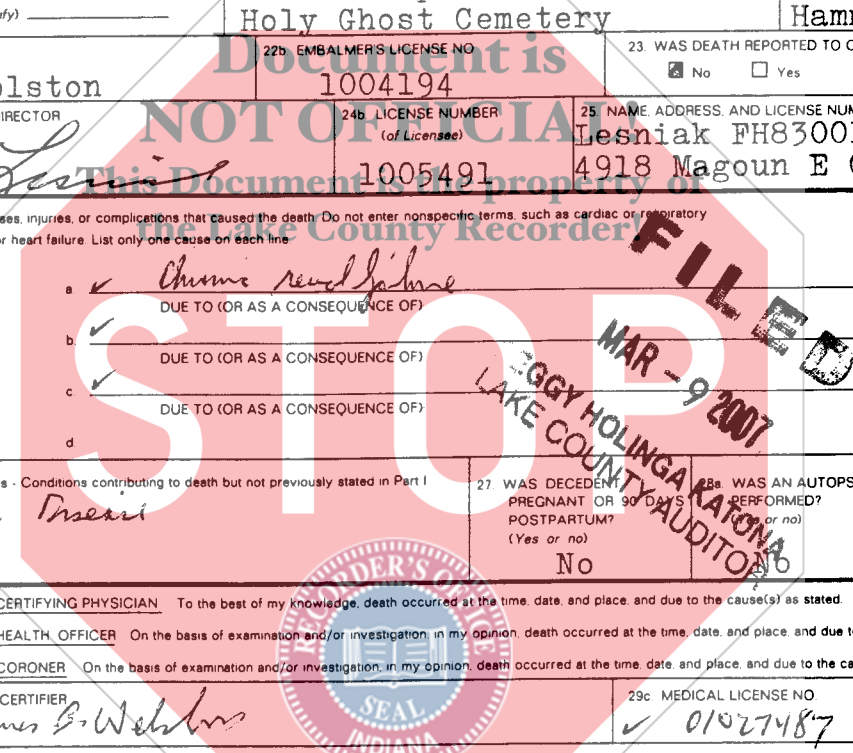 ify)
Holy Ghost Cemetery
Ham
22b EMBALMER'S LICENSE NO
1004194
23. WAS DEATH REPORTED TO C
No Yes
olston
IRECTOR
24b. LICENSE NUMBER
(of Licensee)
1005491
25. NAME, ADDRESS, AND LICENSE NUM
Lesniak FH8300
4918 Magoun E
Document is
NOT OFFICIAL!
This Document is the property of
the Lake County Recorder!
ses, injuries, or complications that caused the death. Do not enter nonspecific terms, such as cardiac or respiratory
or heart failure. List only one cause on each line.
a Chronic renal failure
DUE TO (OR AS A CONSEQUENCE OF)
b.
DUE TO (OR AS A CONSEQUENCE OF)
c
DUE TO (OR AS A CONSEQUENCE OF)
d
STOP
FILED
MAR - 9 2007
GGY HOLINGA KATONA
LAKE COUNTY AUDITOR
s - Conditions contributing to death but not previously stated in Part I
Disease
27. WAS DECEDENT
PREGNANT OR 90 DAYS
POSTPARTUM?
(Yes or no)
No
28a. WAS AN AUTOPS
PERFORMED?
(Yes or no)
No
CERTIFYING PHYSICIAN To the best of my knowledge, death occurred at the time, date, and place, and due to the cause(s) as stated.
HEALTH OFFICER On the basis of examination and/or investigation, in my opinion, death occurred at the time, date, and place, and due t
CORONER On the basis of examination and/or investigation, in my opinion, death occurred at the time, date, and place, and due to the ca
RECORDER'S OFFICE
SEAL
INDIANA
CERTIFIER
29c. MEDICAL LICENSE NO.
01027487